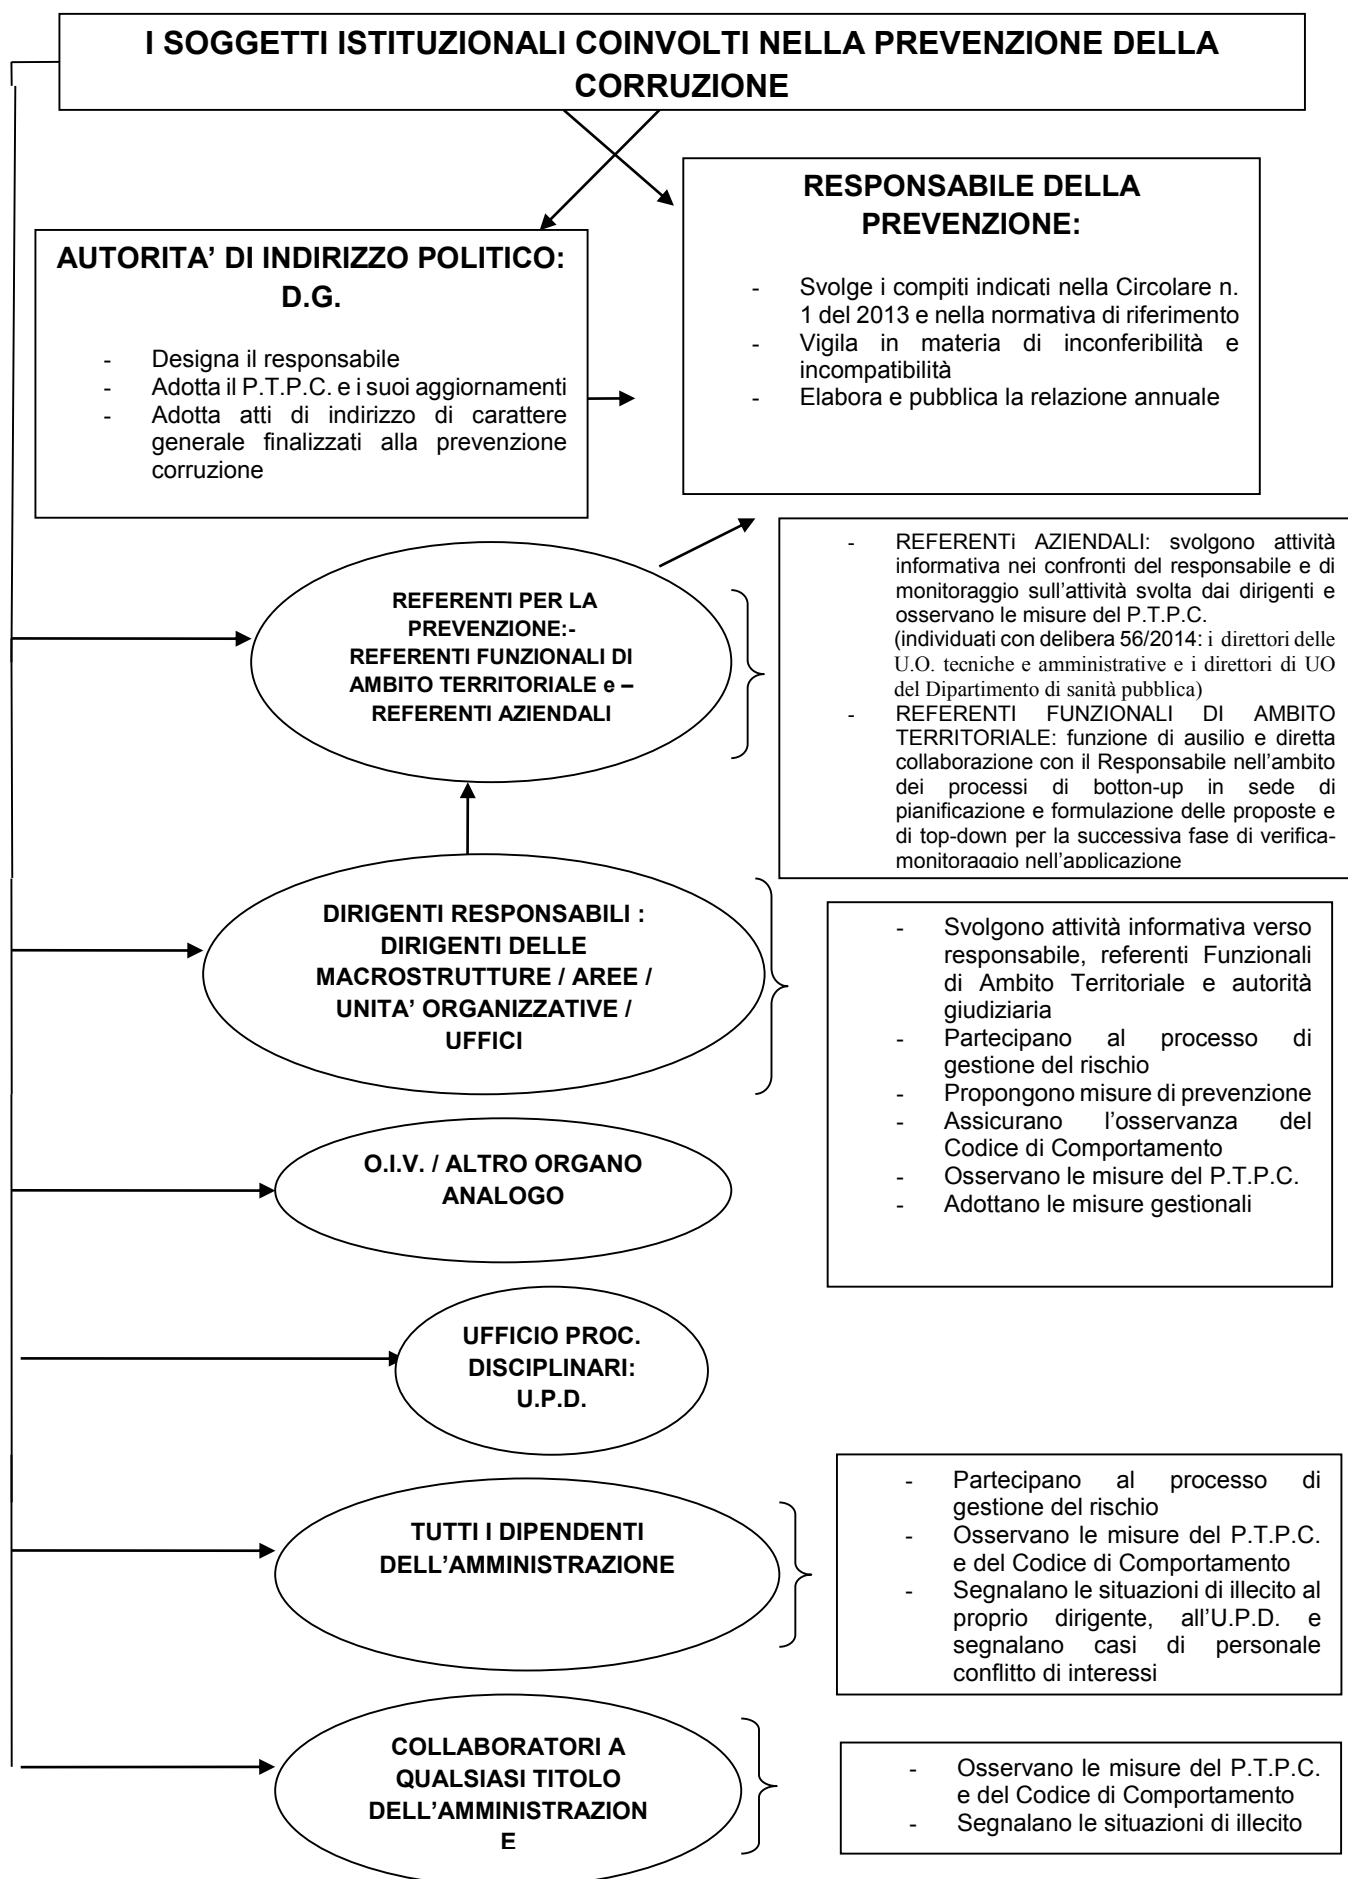 I SOGGETTI ISTITUZIONALI COINVOLTI NELLA PREVENZIONE DELLA
CORRUZIONE
RESPONSABILE DELLA
PREVENZIONE:
- Svolge i compiti indicati nella Circolare n.
1 del 2013 e nella normativa di riferimento
- Vigila in materia di inconferibilità e
incompatibilità
- Elabora e pubblica la relazione annuale
AUTORITA' DI INDIRIZZO POLITICO:
D.G.
- Designa il responsabile
- Adotta il P.T.P.C. e i suoi aggiornamenti
- Adotta atti di indirizzo di carattere
generale finalizzati alla prevenzione
corruzione
REFERENTI PER LA
PREVENZIONE:-
REFERENTI FUNZIONALI DI
AMBITO TERRITORIALE e –
REFERENTI AZIENDALI
- REFERENTi AZIENDALI: svolgono attività
informativa nei confronti del responsabile e di
monitoraggio sull'attività svolta dai dirigenti e
osservano le misure del P.T.P.C.
(individuati con delibera 56/2014: i direttori delle
U.O. tecniche e amministrative e i direttori di UO
del Dipartimento di sanità pubblica)
- REFERENTI FUNZIONALI DI AMBITO
TERRITORIALE: funzione di ausilio e diretta
collaborazione con il Responsabile nell'ambito
dei processi di botton-up in sede di
pianificazione e formulazione delle proposte e
di top-down per la successiva fase di verifica-
monitoraggio nell'applicazione
DIRIGENTI RESPONSABILI :
DIRIGENTI DELLE
MACROSTRUTTURE / AREE /
UNITA' ORGANIZZATIVE /
UFFICI
- Svolgono attività informativa verso
responsabile, referenti Funzionali
di Ambito Territoriale e autorità
giudiziaria
- Partecipano al processo di
gestione del rischio
- Propongono misure di prevenzione
- Assicurano l'osservanza del
Codice di Comportamento
- Osservano le misure del P.T.P.C.
- Adottano le misure gestionali
O.I.V. / ALTRO ORGANO
ANALOGO
UFFICIO PROC.
DISCIPLINARI:
U.P.D.
TUTTI I DIPENDENTI
DELL'AMMINISTRAZIONE
- Partecipano al processo di
gestione del rischio
- Osservano le misure del P.T.P.C.
e del Codice di Comportamento
- Segnalano le situazioni di illecito al
proprio dirigente, all'U.P.D. e
segnalano casi di personale
conflitto di interessi
COLLABORATORI A
QUALSIASI TITOLO
DELL'AMMINISTRAZION
E
- Osservano le misure del P.T.P.C.
e del Codice di Comportamento
- Segnalano le situazioni di illecito